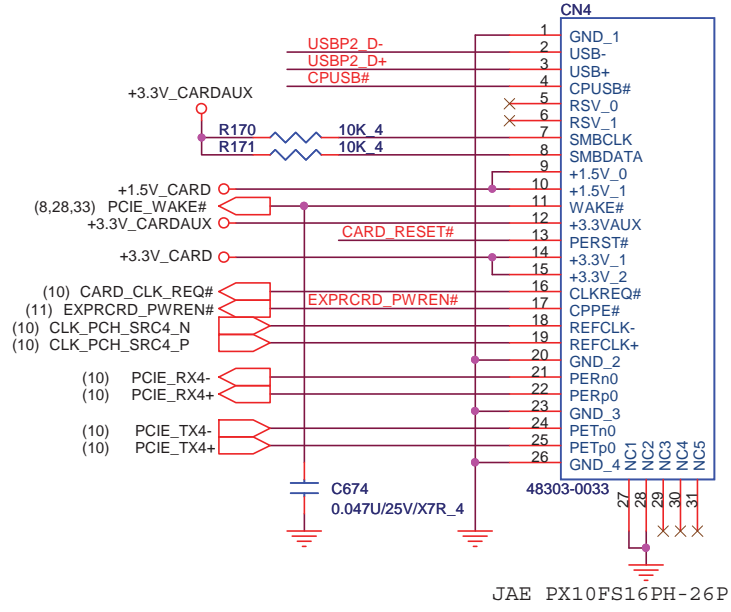 CN4
1 GND_1
USBP2_D- 2 USB-
USBP2_D+ 3 USB+
CPUSB# 4 CPUSB#
+3.3V_CARDAUX
5 RSV_0
6 RSV_1
R170 10K_4 7 SMBCLK
R171 10K_4 8 SMBDATA
9 +1.5V_0
+1.5V_CARD 10 +1.5V_1
(8,28,33) PCIE_WAKE# 11 WAKE#
+3.3V_CARDAUX 12 +3.3VAUX
CARD_RESET# 13 PERST#
+3.3V_CARD 14 +3.3V_1
15 +3.3V_2
(10) CARD_CLK_REQ# 16 CLKREQ#
(11) EXPRCRD_PWREN# EXPRCRD_PWREN# 17 CPPE#
(10) CLK_PCH_SRC4_N 18 REFCLK-
(10) CLK_PCH_SRC4_P 19 REFCLK+
20 GND_2
(10) PCIE_RX4- 21 PERn0
(10) PCIE_RX4+ 22 PERp0
23 GND_3
(10) PCIE_TX4- 24 PETn0
(10) PCIE_TX4+ 25 PETp0
26 GND_4
NC1 NC2 NC3 NC4 NC5
48303-0033
27 28 29 30 31
C674
0.047U/25V/X7R_4
JAE PX10FS16PH-26P